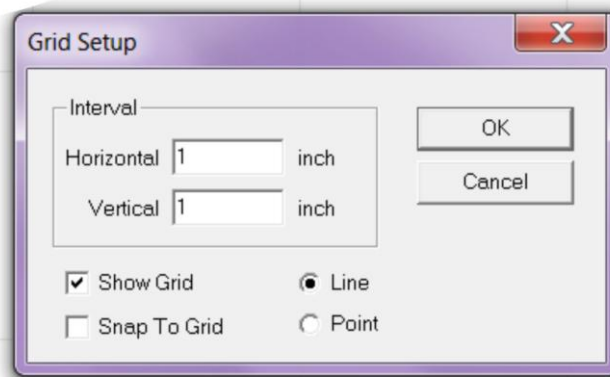 Grid Setup
Interval
Horizontal 1 inch
Vertical 1 inch
OK
Cancel
Show Grid
Line
Snap To Grid
Point